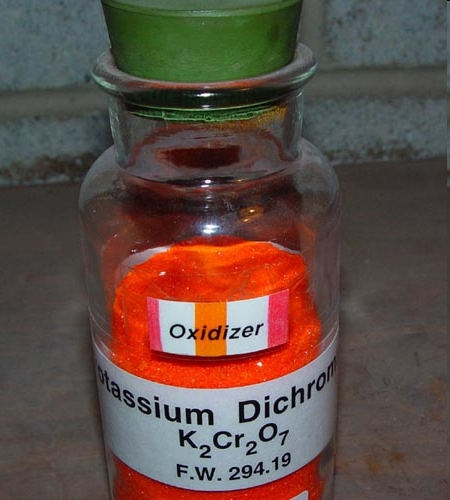 Oxidizer
otassium Dichrom
K₂Cr₂O₇
F.W. 294.19